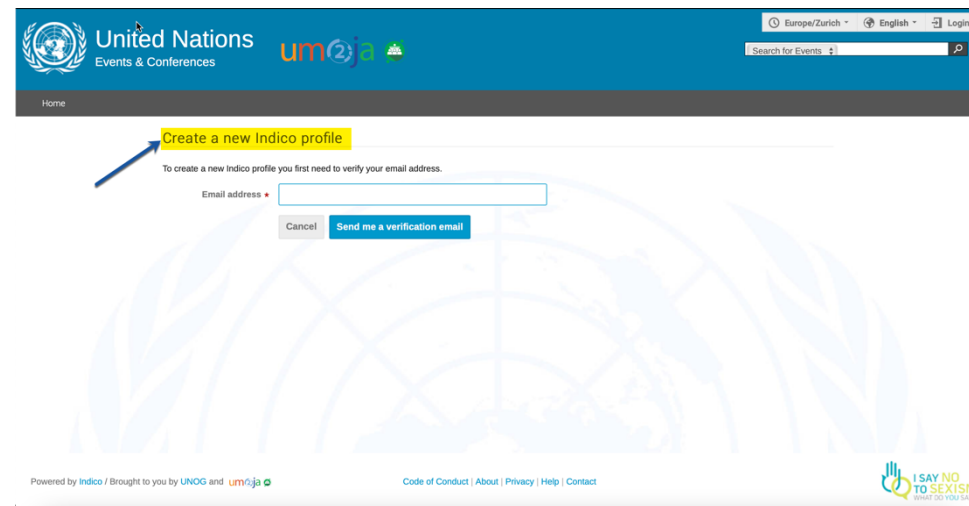 United Nations
Events & Conferences
umoja
Europe/Zurich
English
Login
Search for Events
Home
Create a new Indico profile
To create a new Indico profile you first need to verify your email address.
Email address *
Cancel
Send me a verification email
Powered by Indico / Brought to you by UNOG and umoja
Code of Conduct | About | Privacy | Help | Contact
I SAY NO
TO SEXISM
WHAT DO YOU SA